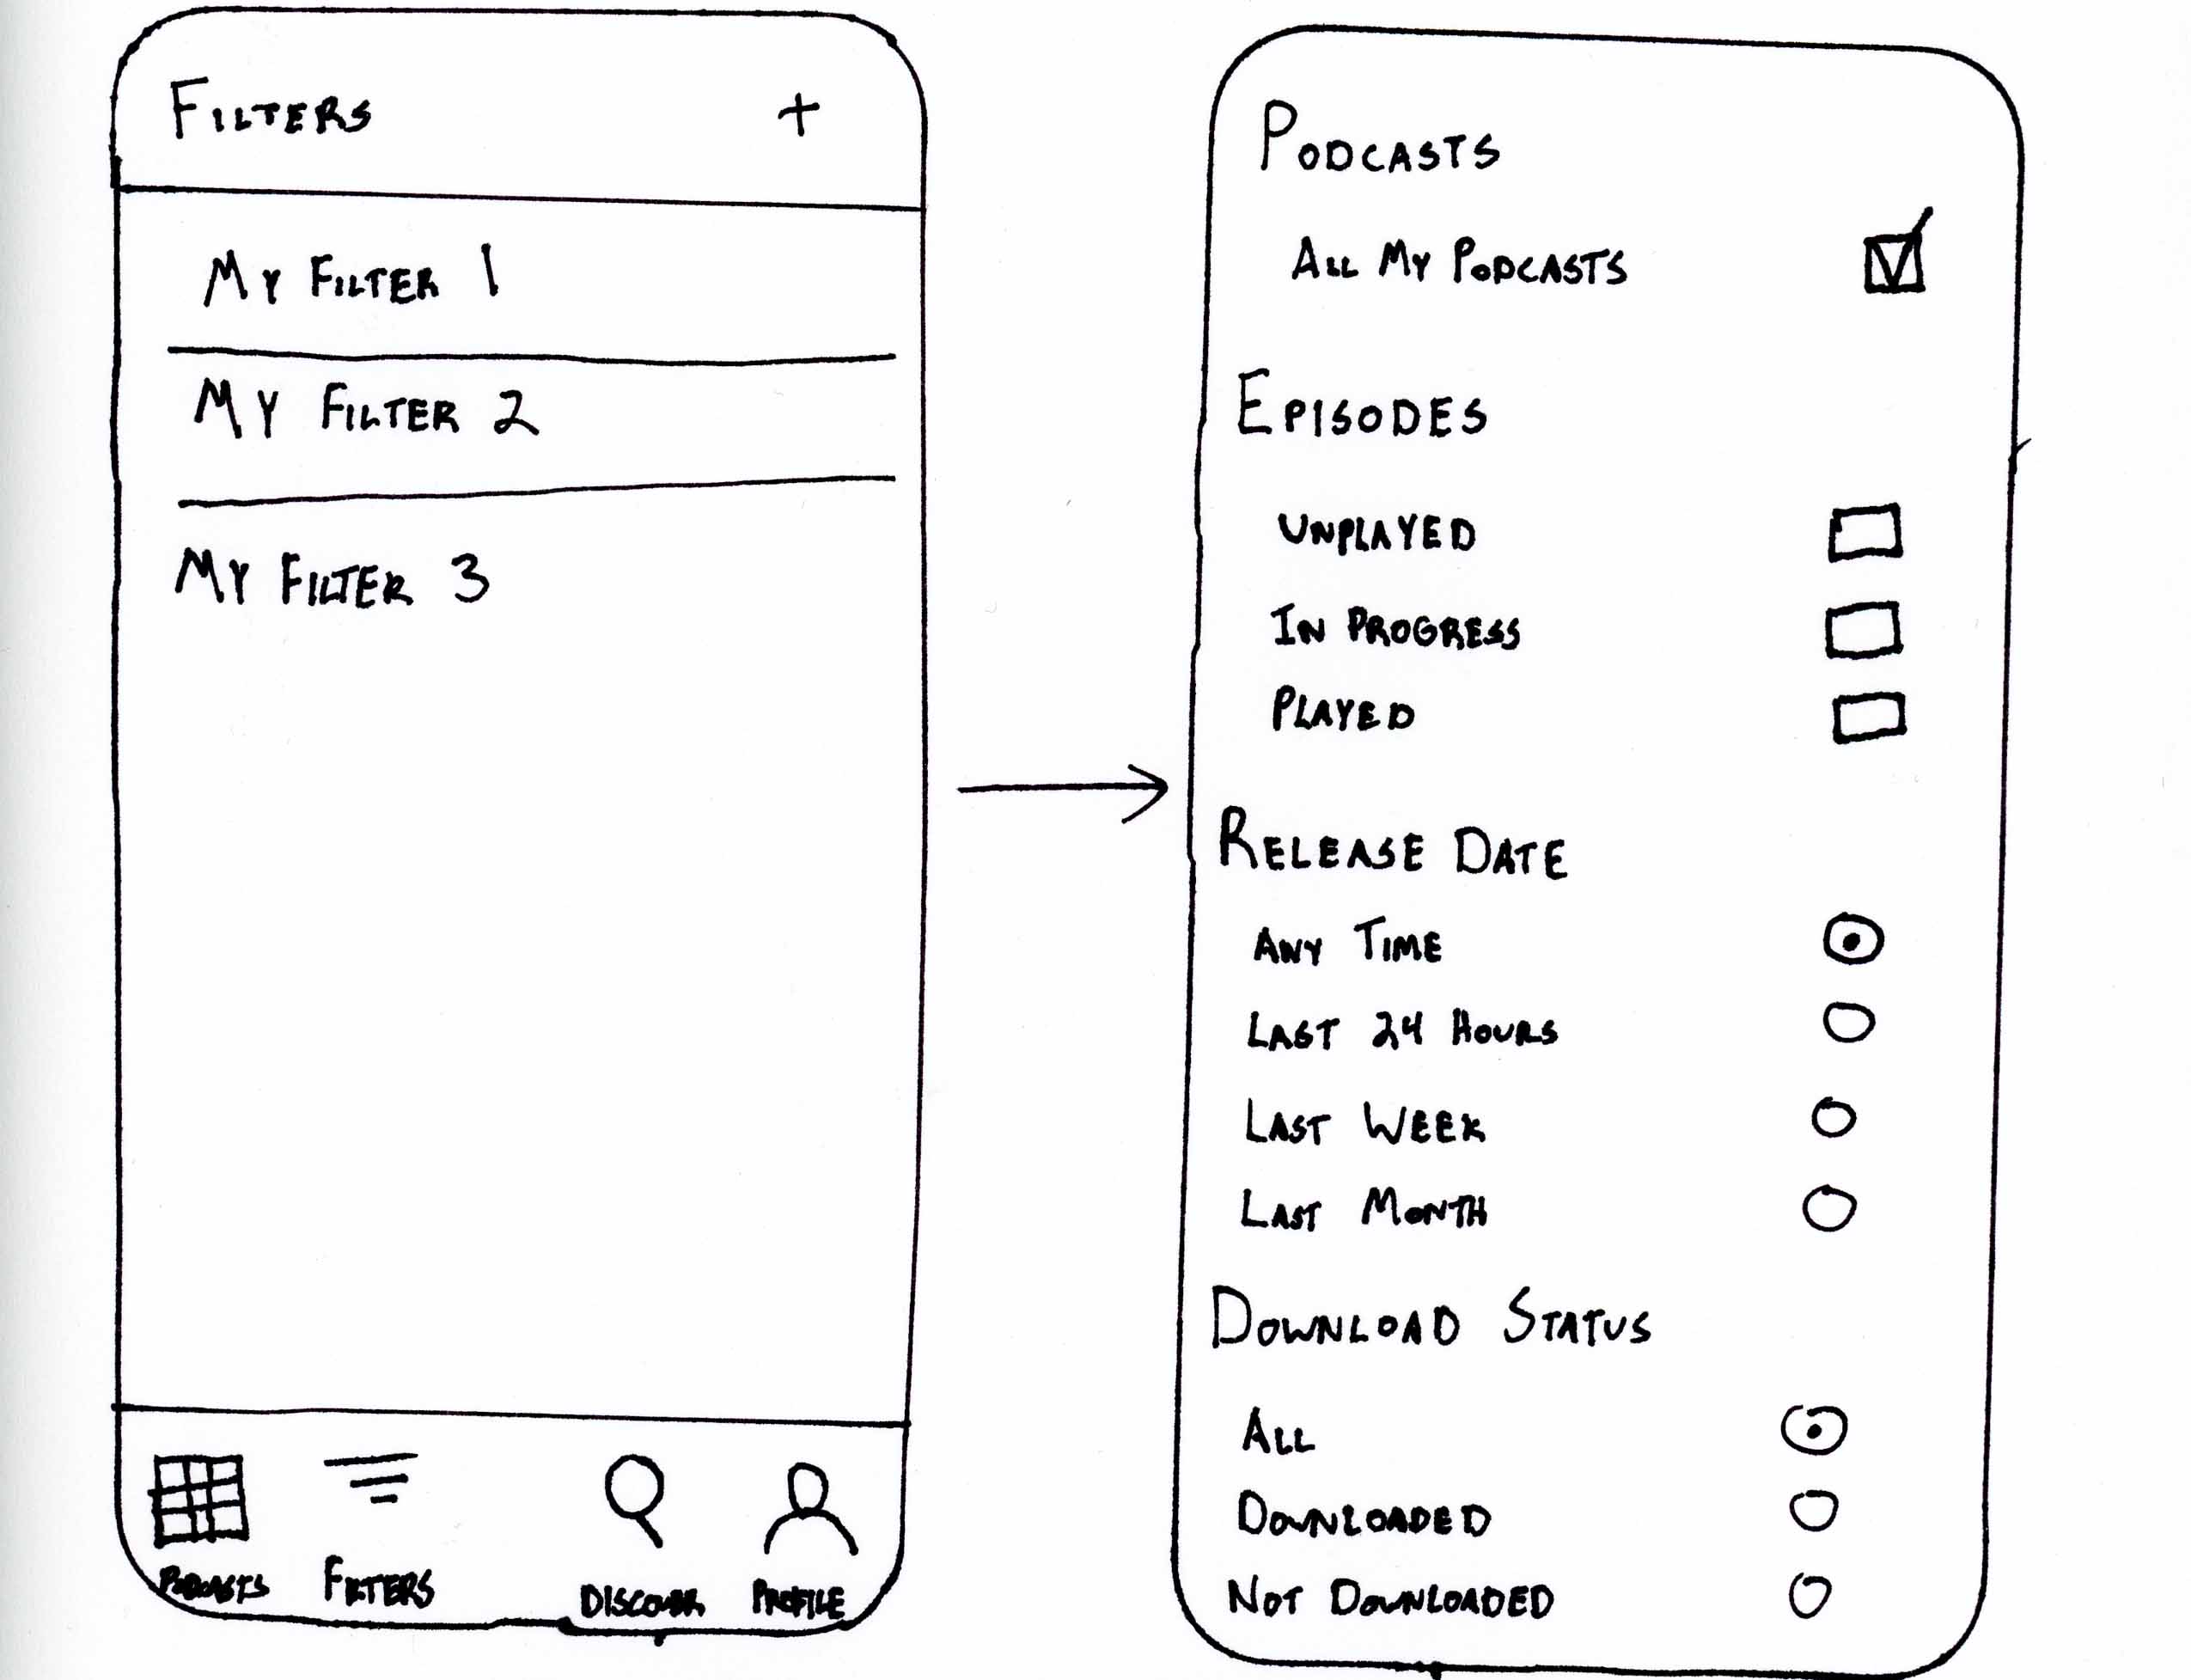 FILTERS +
MY FILTER 1
MY FILTER 2
MY FILTER 3
PODCASTS FILTERS DISCOVER PROFILE
PODCASTS
ALL MY PODCASTS
EPISODES
UNPLAYED
IN PROGRESS
PLAYED
RELEASE DATE
ANY TIME
LAST 24 HOURS
LAST WEEK
LAST MONTH
DOWNLOAD STATUS
ALL
DOWNLOADED
NOT DOWNLOADED